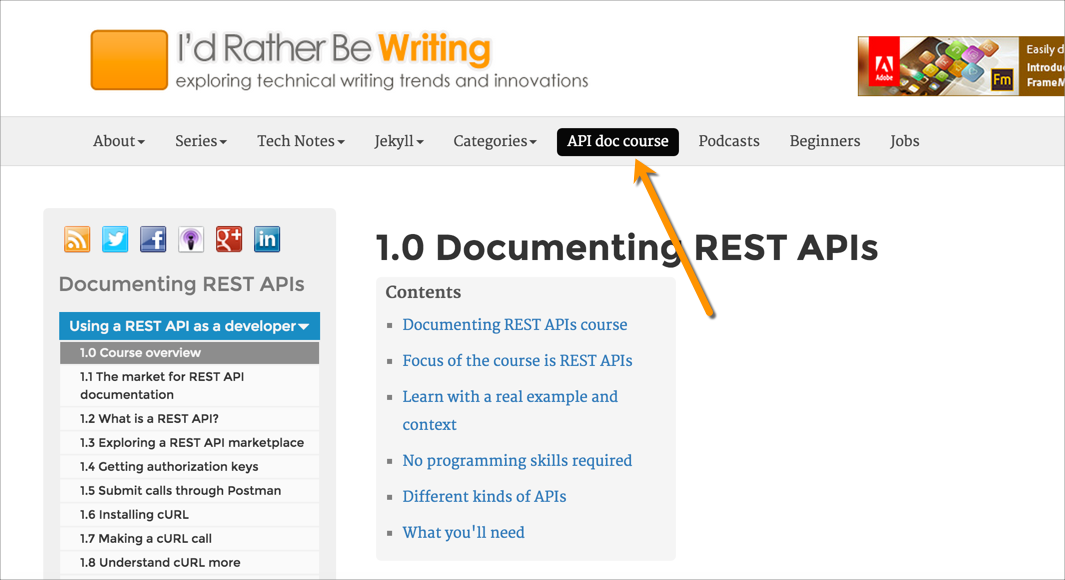 I'd Rather Be Writing
exploring technical writing trends and innovations
Adobe
Fm
Easily d
Introdu
FrameM
About
Series
Tech Notes
Jekyll
Categories
API doc course
Podcasts
Beginners
Jobs
Documenting REST APIs
Using a REST API as a developer
1.0 Course overview
1.1 The market for REST API
documentation
1.2 What is a REST API?
1.3 Exploring a REST API marketplace
1.4 Getting authorization keys
1.5 Submit calls through Postman
1.6 Installing cURL
1.7 Making a cURL call
1.8 Understand cURL more
1.0 Documenting REST APIs
Contents
Documenting REST APIs course
Focus of the course is REST APIs
Learn with a real example and
context
No programming skills required
Different kinds of APIs
What you'll need